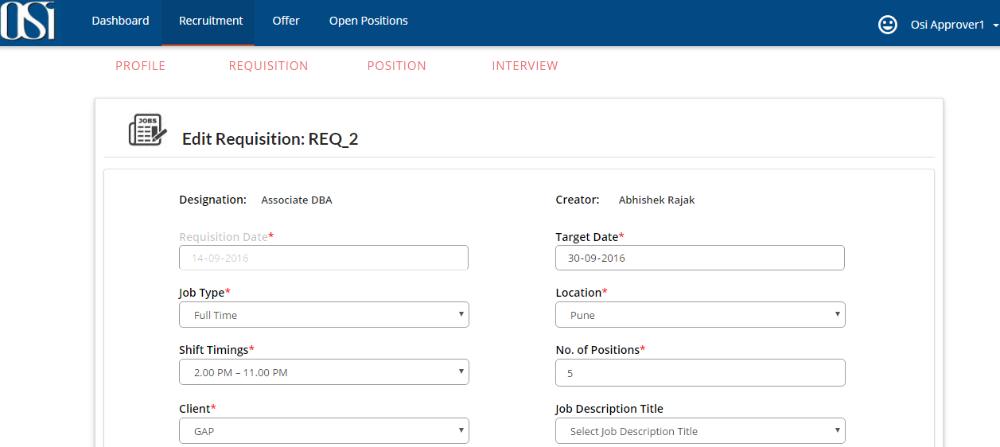 OSi
Dashboard Recruitment Offer Open Positions Osi Approver1
PROFILE REQUISITION POSITION INTERVIEW
JOBS
Edit Requisition: REQ_2
Designation: Associate DBA Creator: Abhishek Rajak
Requisition Date* Target Date*
14-09-2016 30-09-2016
Job Type* Location*
Full Time Pune
Shift Timings* No. of Positions*
2.00 PM – 11.00 PM 5
Client* Job Description Title
GAP Select Job Description Title